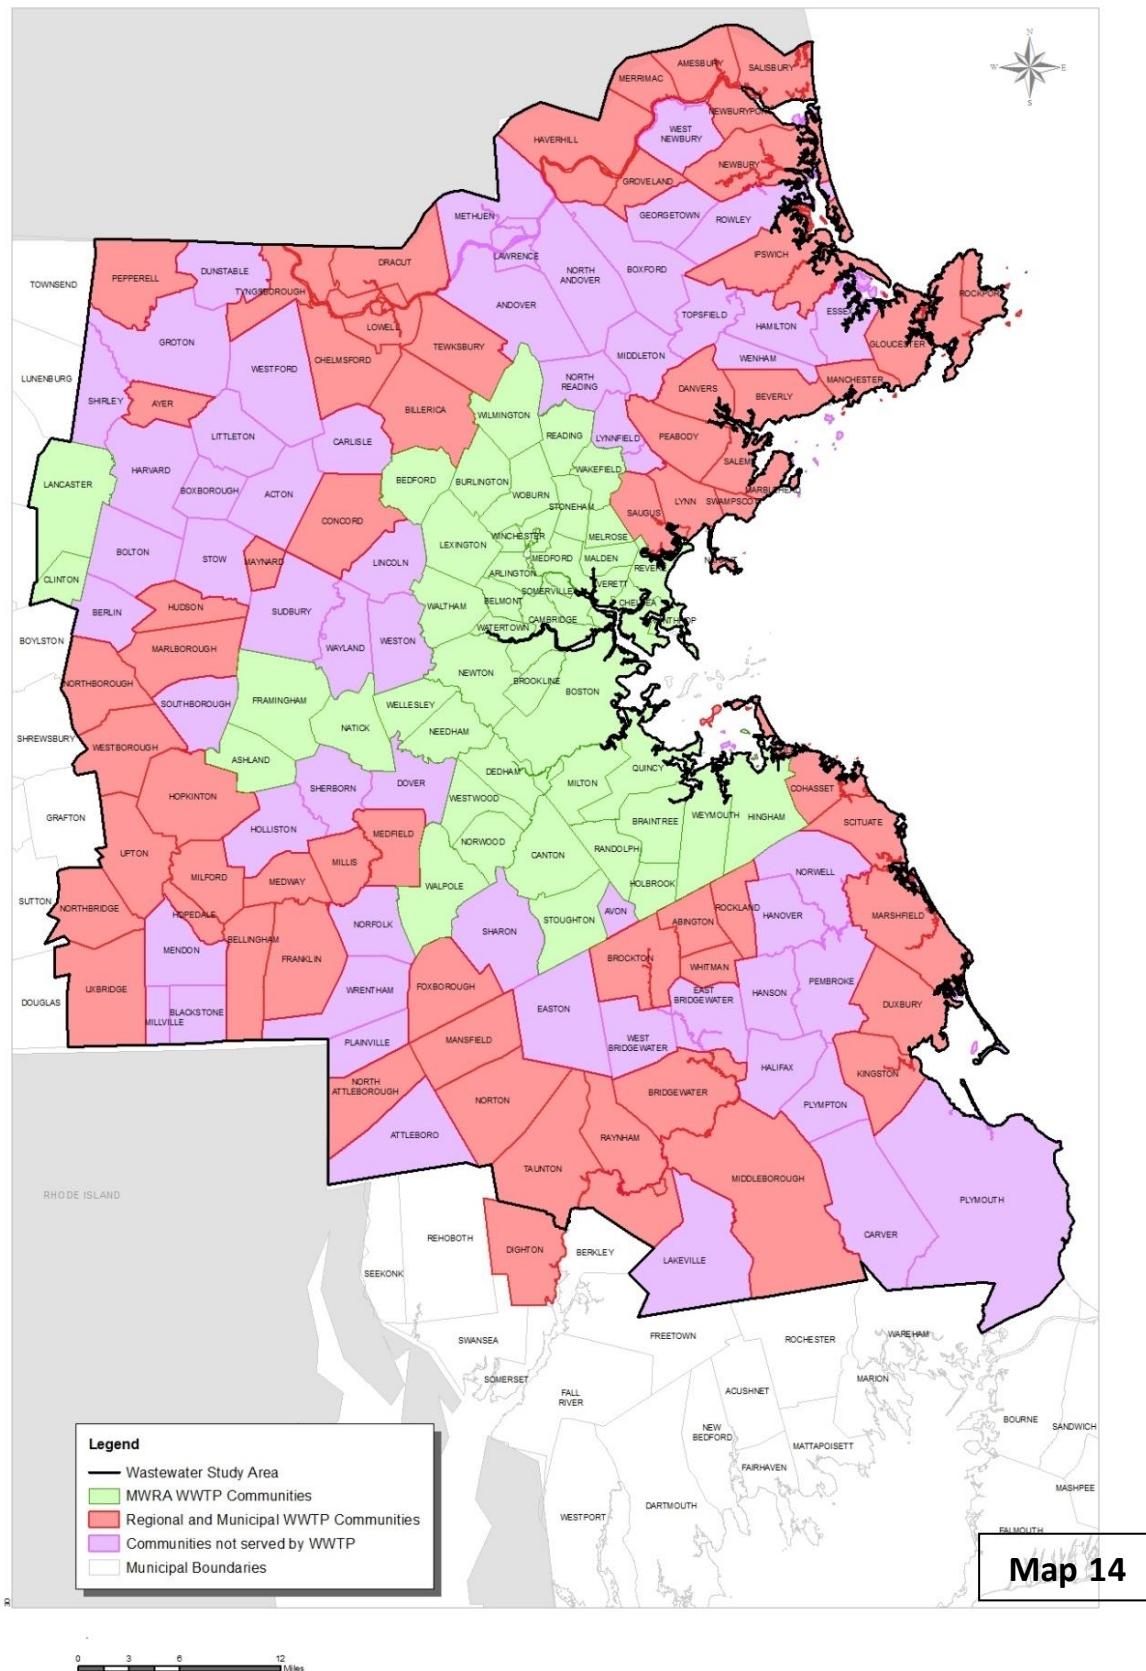 N
W E
S
AMESBURY
SALISBURY
MERRIMAC
NEWBURYPORT
WEST
NEWBURY
HAVERHILL
NEWBURY
GROVELAND
METHUEN
GEORGETOWN
ROWLEY
LAWRENCE
DRACUT
IPSWICH
NORTH
ANDOVER
BOXFORD
DUNSTABLE
PEPPERELL
TOWNSEND
TYNGSBOROUGH
ROCKPORT
ANDOVER
TOPSFIELD
ESSEX
HAMILTON
LOWELL
GROTON
TEWKSBURY
GLOUCESTER
CHELMSFORD
MIDDLETON
WENHAM
WESTFORD
LUNENBURG
NORTH
READING
MANCHESTER
DANVERS
BEVERLY
SHIRLEY
AYER
BILLERICA
WILMINGTON
READING
LYNNFIELD
PEABODY
LITTLETON
CARLISLE
SALEM
WAKEFIELD
HARVARD
BEDFORD
BURLINGTON
LANCASTER
BOXBOROUGH
ACTON
WOBURN
MARBLEHEAD
STONEHAM
LYNN
SWAMPSCOTT
SAUGUS
CONCORD
WINCHESTER
MELROSE
LEXINGTON
BOLTON
STOW
MAYNARD
LINCOLN
MEDFORD
MALDEN
NAHANT
REVERE
ARLINGTON
CLINTON
EVERETT
SOMERVILLE
BELMONT
CHELSEA
WALTHAM
HUDSON
BERLIN
SUDBURY
CAMBRIDGE
WINTHROP
WATERTOWN
BOYLSTON
MARLBOROUGH
WAYLAND
WESTON
NEWTON
BROOKLINE
NORTHBOROUGH
BOSTON
SOUTHBOROUGH
FRAMINGHAM
WELLESLEY
NATICK
NEEDHAM
SHREWSBURY
WESTBOROUGH
ASHLAND
QUINCY
DEDHAM
MILTON
DOVER
SHERBORN
COHASSET
HOPKINTON
WESTWOOD
WEYMOUTH
HINGHAM
GRAFTON
BRAINTREE
SCITUATE
HOLLISTON
MEDFIELD
NORWOOD
RANDOLPH
UPTON
MILLIS
CANTON
MILFORD
MEDWAY
WALPOLE
HOLBROOK
NORWELL
SUTTON
NORTHBRIDGE
HOPEDALE
ROCKLAND
AVON
HANOVER
MARSHFIELD
STOUGHTON
ABINGTON
NORFOLK
SHARON
BELLINGHAM
MENDON
FRANKLIN
BROCKTON
WHITMAN
PEMBROKE
UXBRIDGE
WRENTHAM
FOXBOROUGH
EAST
BRIDGEWATER
HANSON
DOUGLAS
DUXBURY
EASTON
BLACKSTONE
MILLVILLE
MANSFIELD
WEST
BRIDGEWATER
PLAINVILLE
HALIFAX
KINGSTON
NORTH
ATTLEBOROUGH
BRIDGEWATER
NORTON
PLYMPTON
ATTLEBORO
RAYNHAM
TAUNTON
MIDDLEBOROUGH
RHODE ISLAND
PLYMOUTH
CARVER
REHOBOTH
DIGHTON
BERKLEY
LAKEVILLE
SEEKONK
SWANSEA
FREETOWN
ROCHESTER
WAREHAM
SOMERSET
MARION
FALL
RIVER
ACUSHNET
BOURNE
SANDWICH
NEW
BEDFORD
MATTAPOISETT
FAIRHAVEN
MASHPEE
DARTMOUTH
WESTPORT
FALMOUTH
Legend
Wastewater Study Area
MWRA WWTP Communities
Regional and Municipal WWTP Communities
Communities not served by WWTP
Municipal Boundaries
Map 14
0 3 6 12
Miles